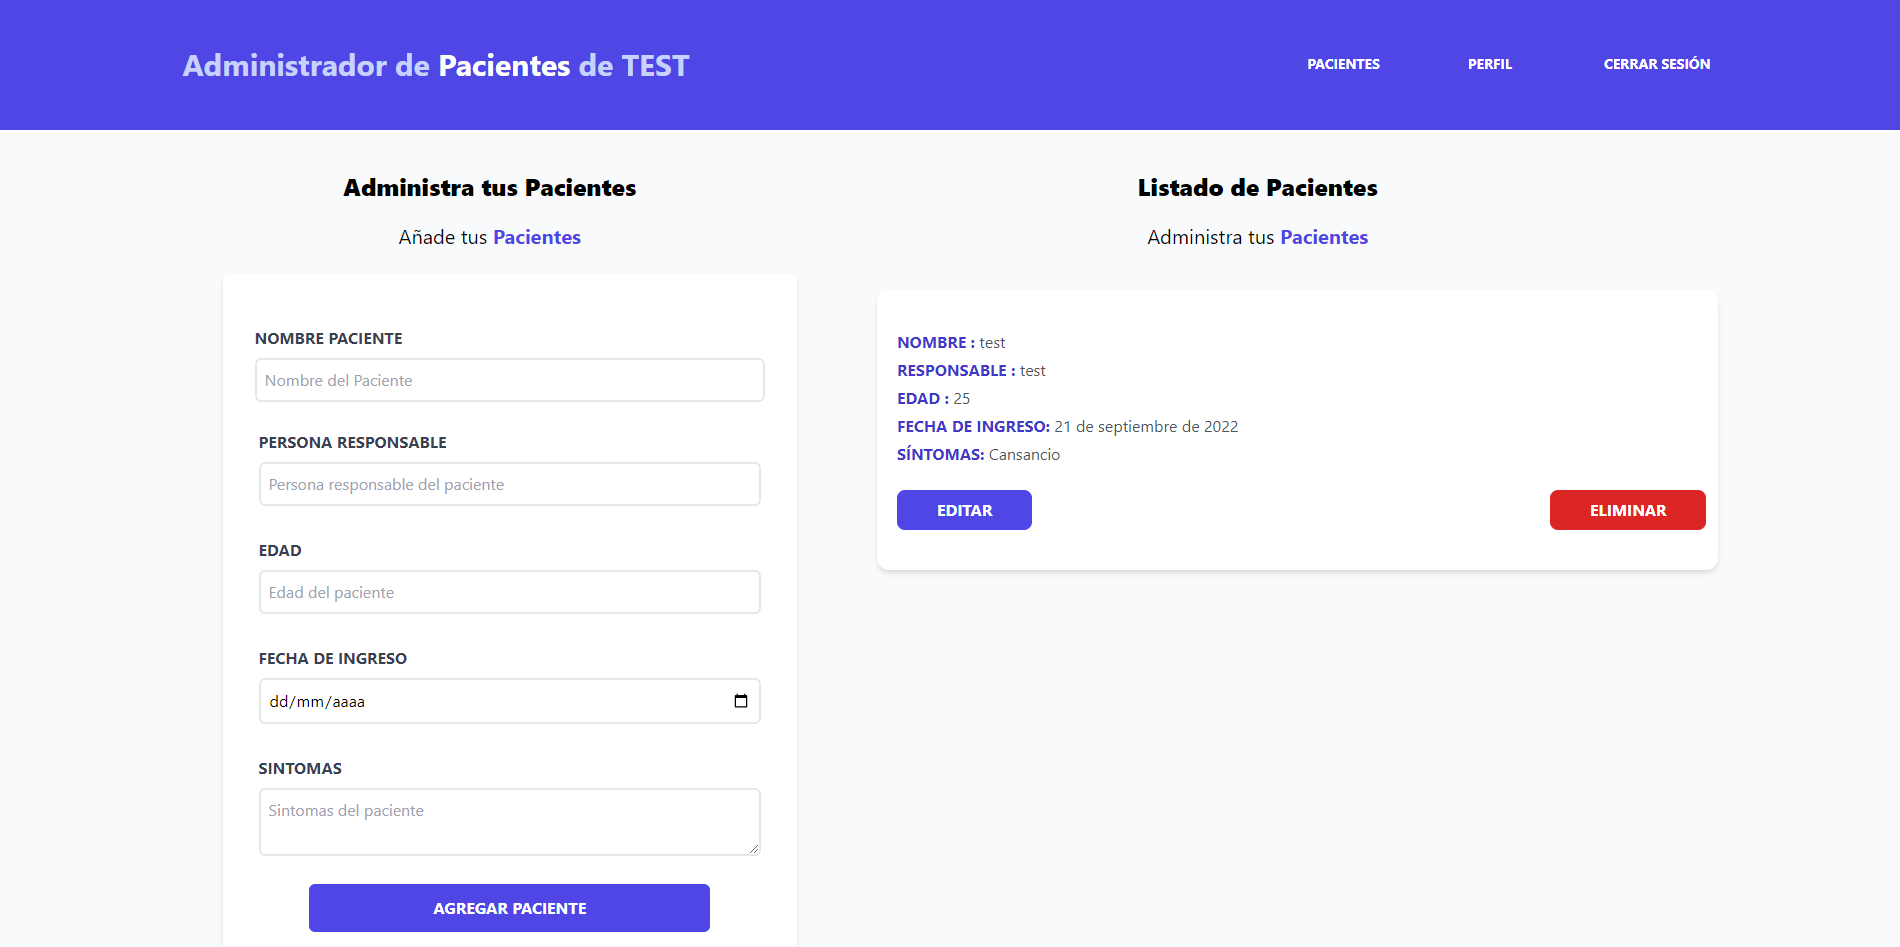 Administrador de Pacientes de TEST
PACIENTES
PERFIL
CERRAR SESIÓN
Administra tus Pacientes
Añade tus Pacientes
NOMBRE PACIENTE
Nombre del Paciente
PERSONA RESPONSABLE
Persona responsable del paciente
EDAD
Edad del paciente
FECHA DE INGRESO
dd/mm/aaaa
SINTOMAS
Sintomas del paciente
AGREGAR PACIENTE
Listado de Pacientes
Administra tus Pacientes
NOMBRE : test
RESPONSABLE : test
EDAD : 25
FECHA DE INGRESO: 21 de septiembre de 2022
SÍNTOMAS: Cansancio
EDITAR
ELIMINAR